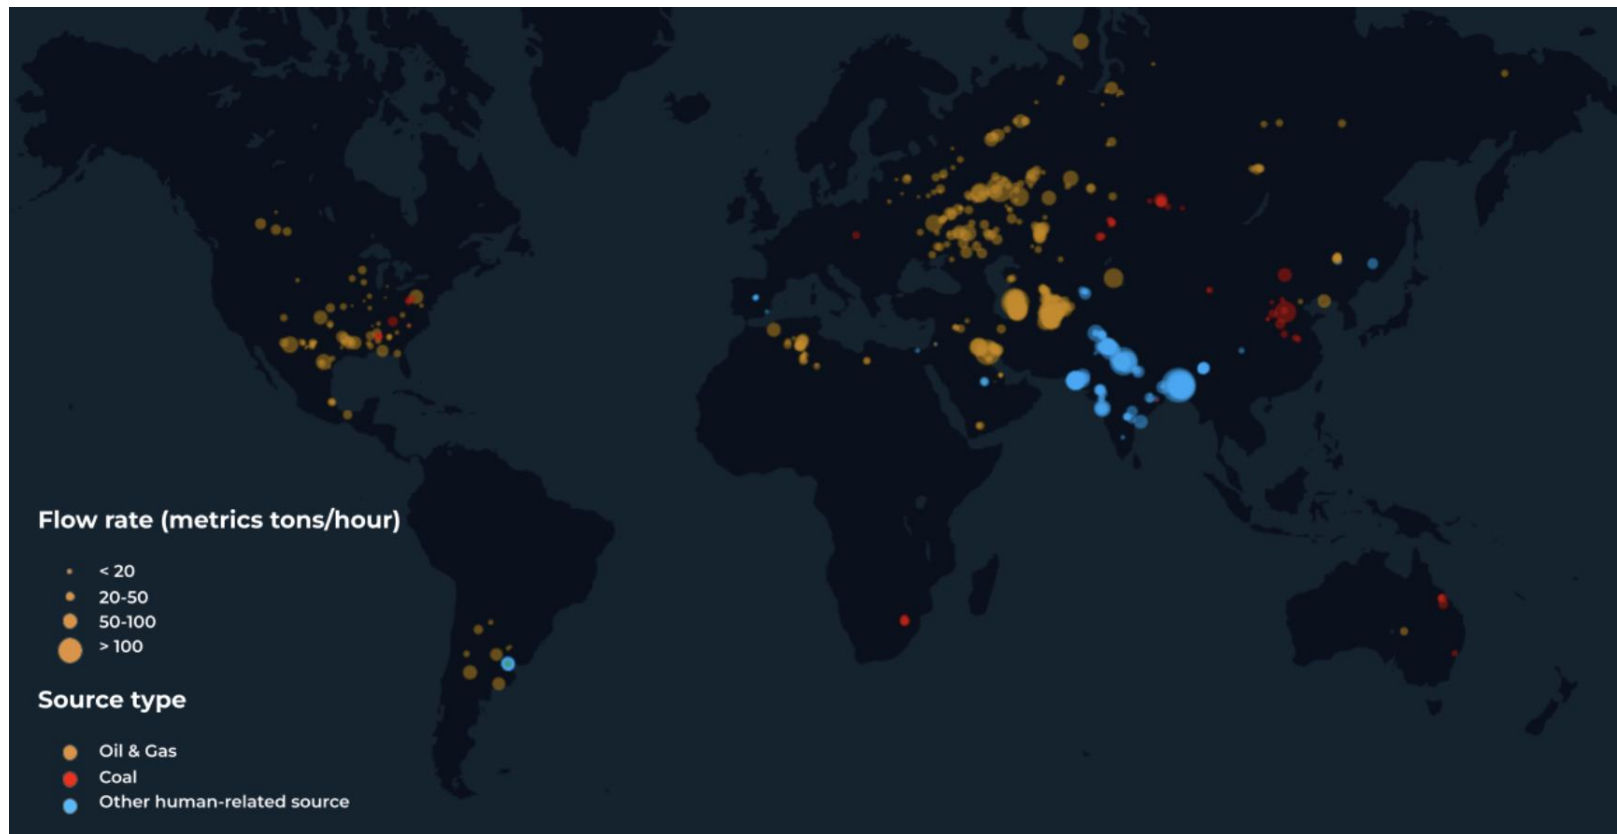 Flow rate (metrics tons/hour)
< 20
20-50
50-100
> 100
Source type
Oil & Gas
Coal
Other human-related source